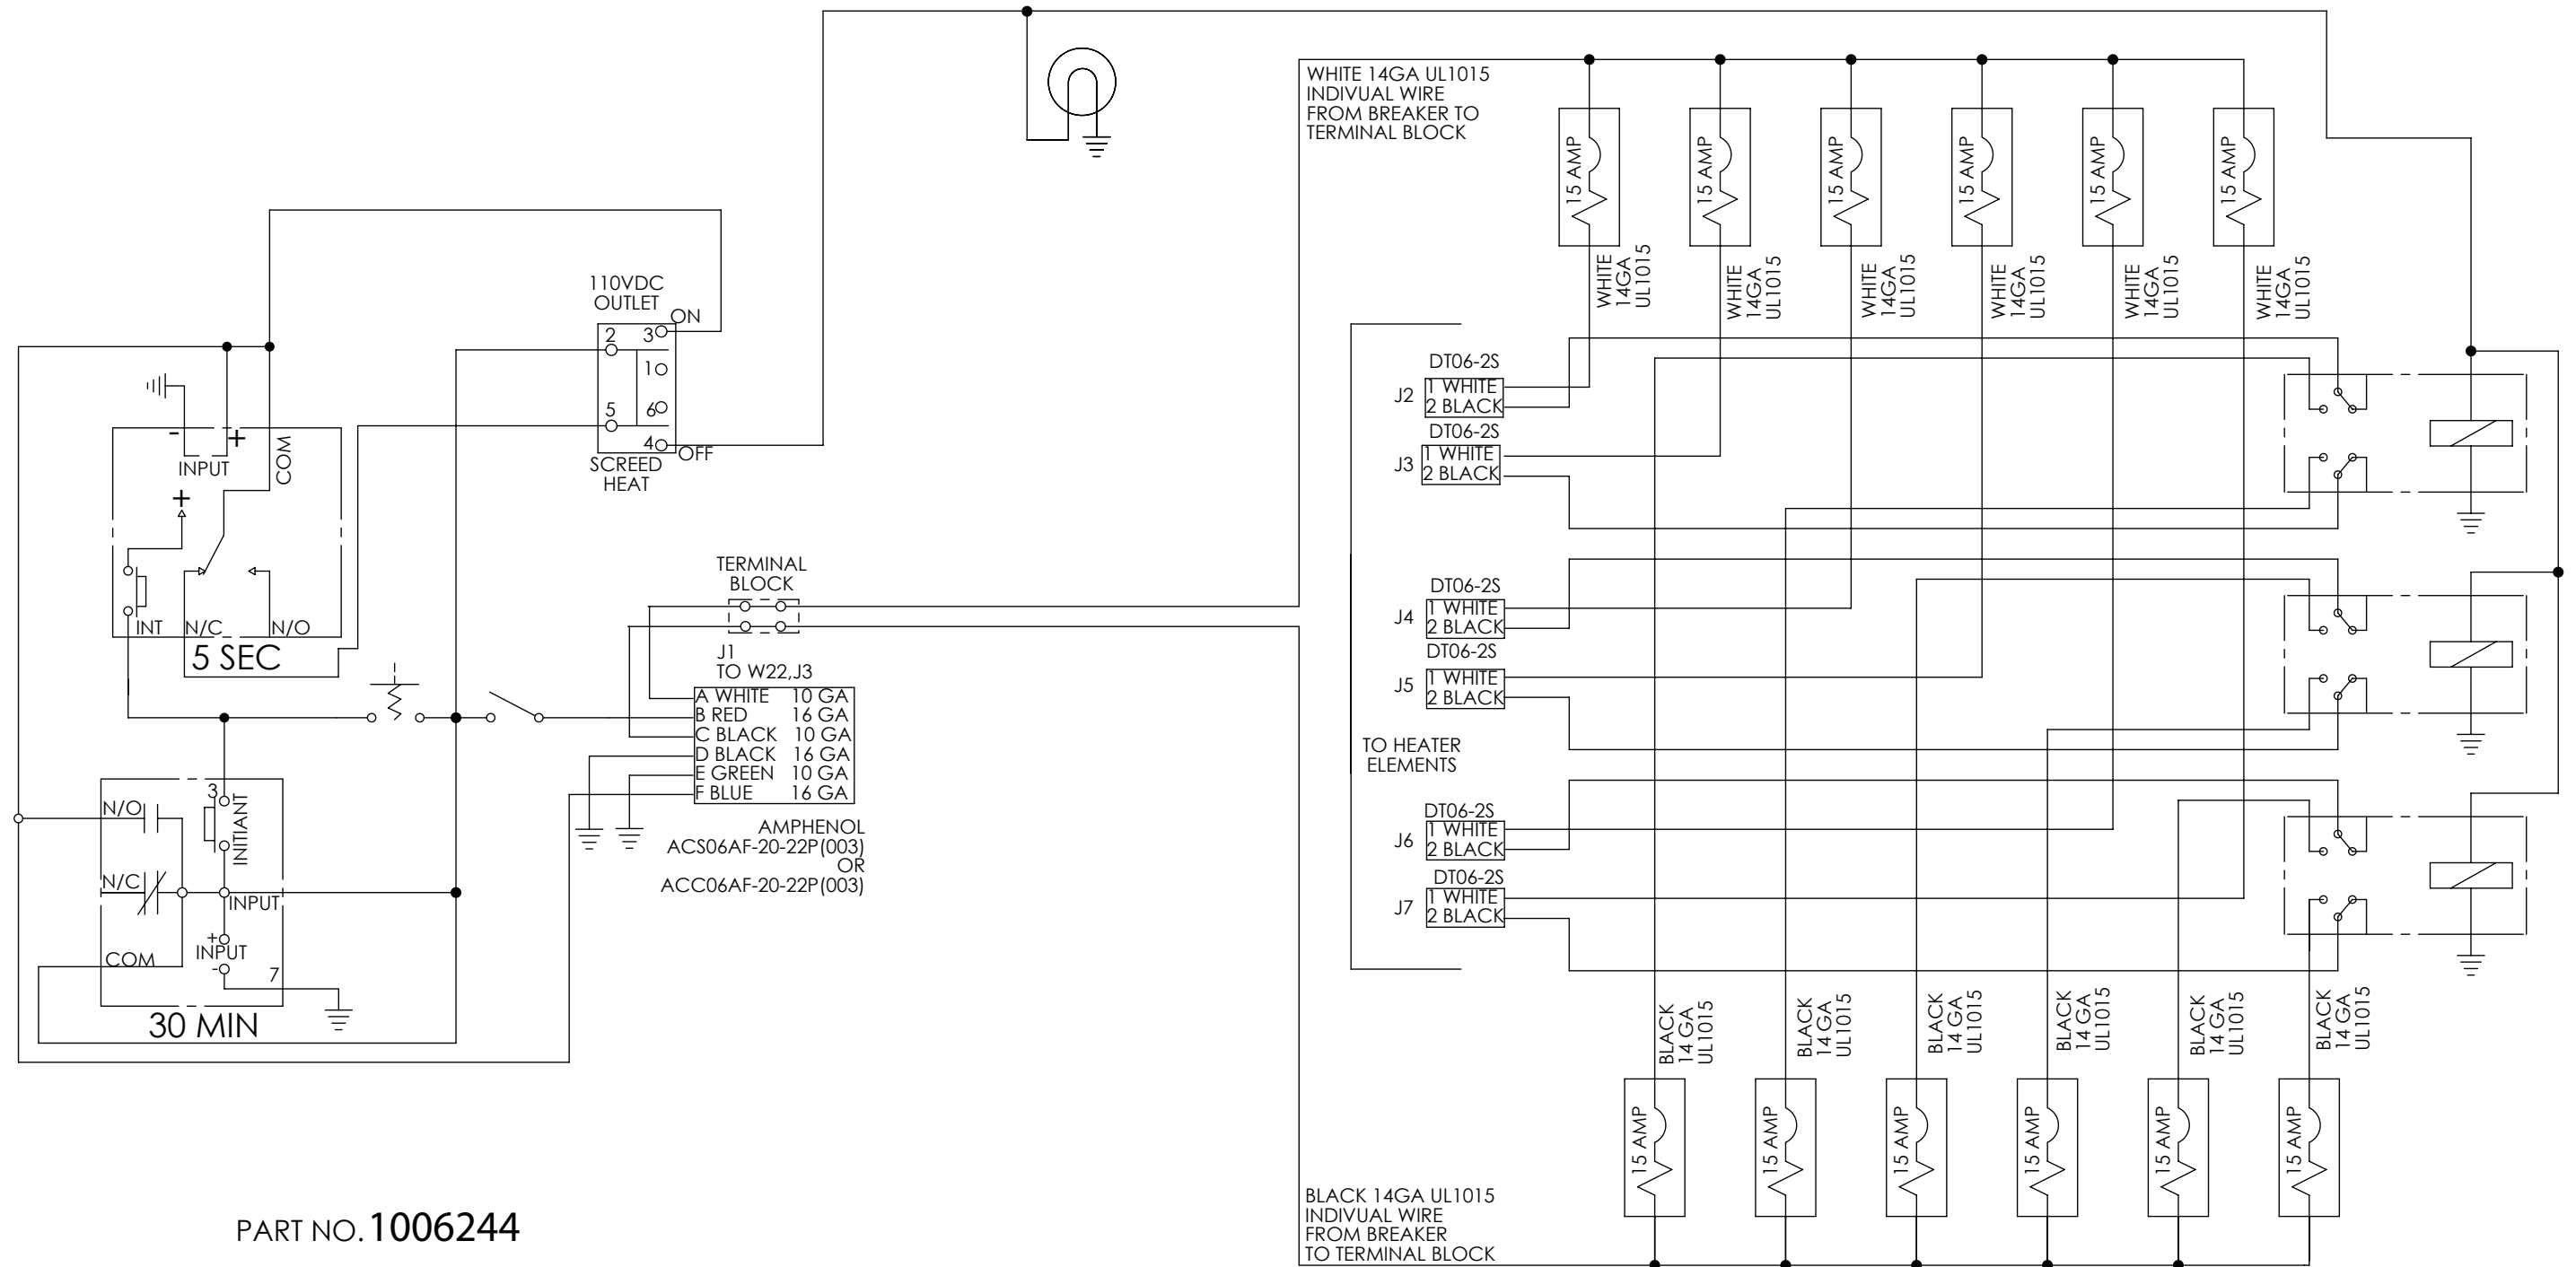 WHITE 14GA UL1015
INDIVUAL WIRE
FROM BREAKER TO
TERMINAL BLOCK
15 AMP
15 AMP
15 AMP
15 AMP
15 AMP
15 AMP
WHITE
14GA
UL1015
WHITE
14GA
UL1015
WHITE
14GA
UL1015
WHITE
14GA
UL1015
WHITE
14GA
UL1015
WHITE
14GA
UL1015
110VDC
OUTLET
ON
2 3
1
5 6
4
OFF
SCREED
HEAT
- +
INPUT
COM
+
INT N/C N/O
5 SEC
TERMINAL
BLOCK
J1
TO W22,J3
A WHITE 10 GA
B RED 16 GA
C BLACK 10 GA
D BLACK 16 GA
E GREEN 10 GA
F BLUE 16 GA
AMPHENOL
ACS06AF-20-22P(003)
OR
ACC06AF-20-22P(003)
3
N/O
INITIANT
N/C
INPUT
+
INPUT
COM
- 7
30 MIN
DT06-2S
J2
1 WHITE
2 BLACK
DT06-2S
J3
1 WHITE
2 BLACK
DT06-2S
J4
1 WHITE
2 BLACK
DT06-2S
J5
1 WHITE
2 BLACK
TO HEATER
ELEMENTS
DT06-2S
J6
1 WHITE
2 BLACK
DT06-2S
J7
1 WHITE
2 BLACK
BLACK
14 GA
UL1015
BLACK
14 GA
UL1015
BLACK
14 GA
UL1015
BLACK
14 GA
UL1015
BLACK
14 GA
UL1015
BLACK
14 GA
UL1015
15 AMP
15 AMP
15 AMP
15 AMP
15 AMP
15 AMP
BLACK 14GA UL1015
INDIVUAL WIRE
FROM BREAKER
TO TERMINAL BLOCK
PART NO. 1006244